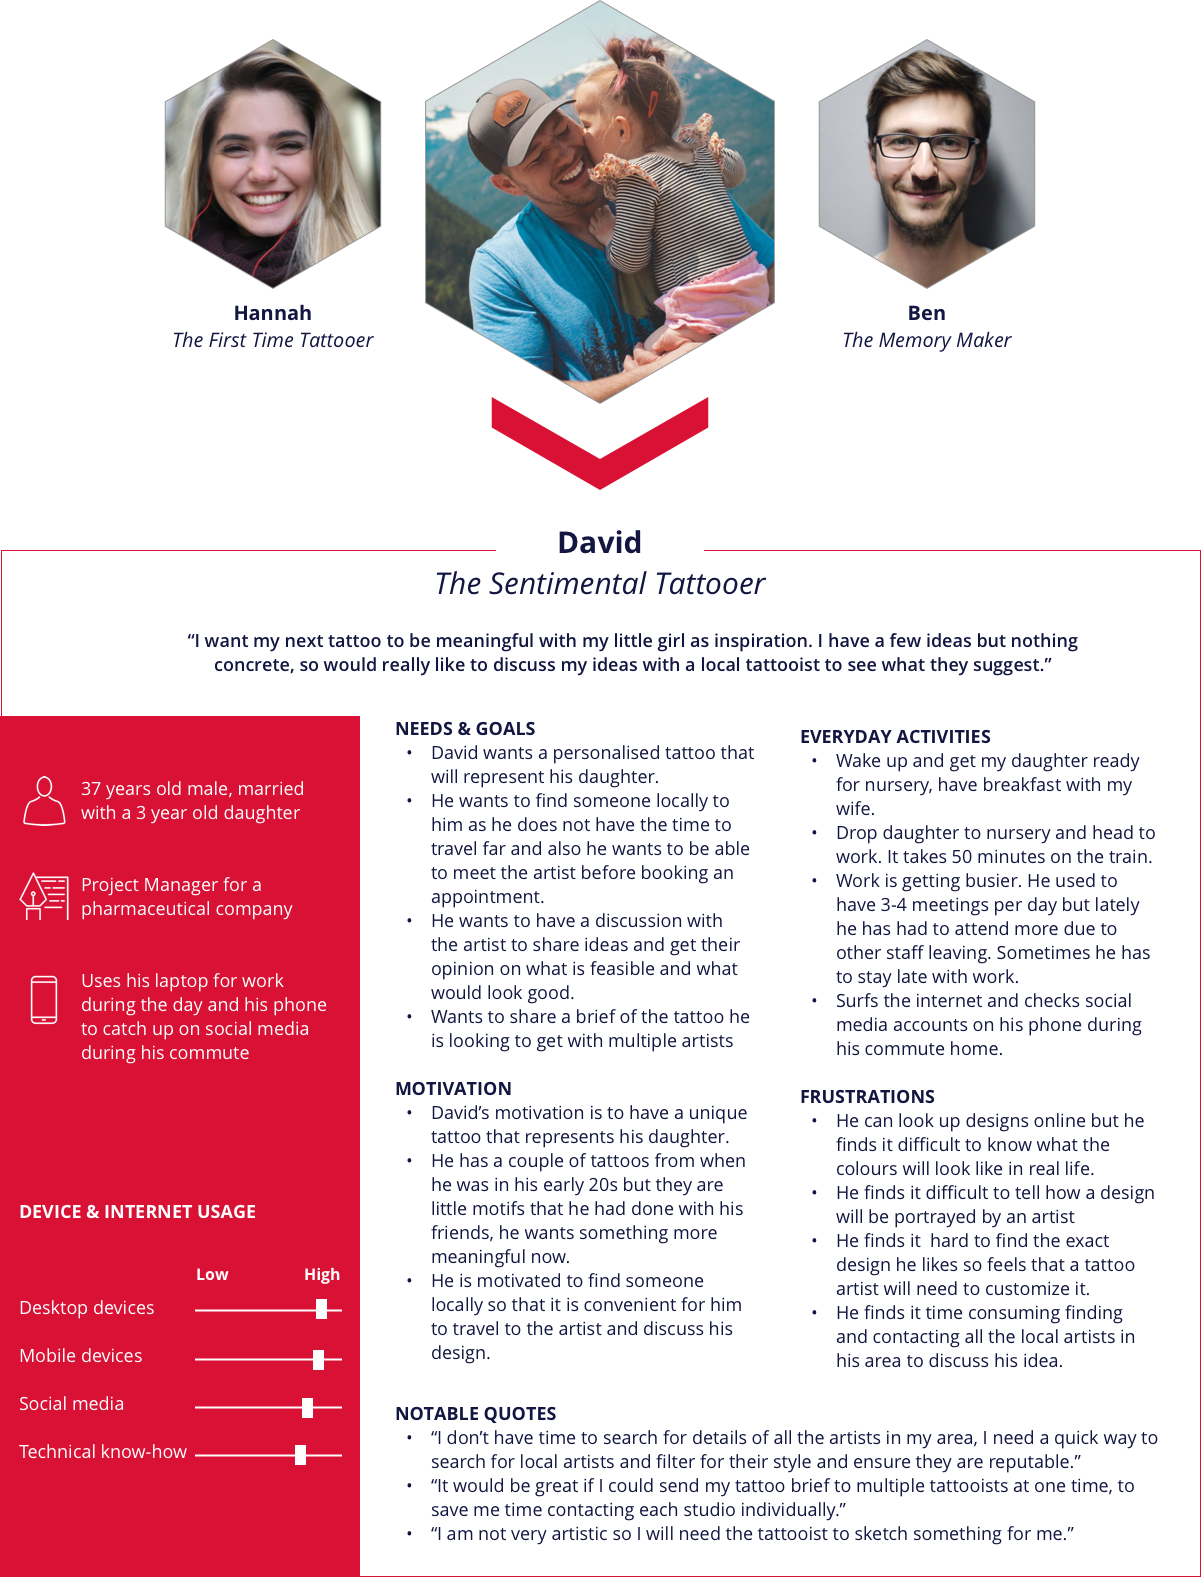 Hannah
The First Time Tattooer
Ben
The Memory Maker
David
The Sentimental Tattooer
“I want my next tattoo to be meaningful with my little girl as inspiration. I have a few ideas but nothing
concrete, so would really like to discuss my ideas with a local tattooist to see what they suggest.”
37 years old male, married
with a 3 year old daughter
Project Manager for a
pharmaceutical company
Uses his laptop for work
during the day and his phone
to catch up on social media
during his commute
DEVICE & INTERNET USAGE
Low High
Desktop devices
Mobile devices
Social media
Technical know-how
NEEDS & GOALS
• David wants a personalised tattoo that
will represent his daughter.
• He wants to find someone locally to
him as he does not have the time to
travel far and also he wants to be able
to meet the artist before booking an
appointment.
• He wants to have a discussion with
the artist to share ideas and get their
opinion on what is feasible and what
would look good.
• Wants to share a brief of the tattoo he
is looking to get with multiple artists
MOTIVATION
• David’s motivation is to have a unique
tattoo that represents his daughter.
• He has a couple of tattoos from when
he was in his early 20s but they are
little motifs that he had done with his
friends, he wants something more
meaningful now.
• He is motivated to find someone
locally so that it is convenient for him
to travel to the artist and discuss his
design.
EVERYDAY ACTIVITIES
• Wake up and get my daughter ready
for nursery, have breakfast with my
wife.
• Drop daughter to nursery and head to
work. It takes 50 minutes on the train.
• Work is getting busier. He used to
have 3-4 meetings per day but lately
he has had to attend more due to
other staff leaving. Sometimes he has
to stay late with work.
• Surfs the internet and checks social
media accounts on his phone during
his commute home.
FRUSTRATIONS
• He can look up designs online but he
finds it difficult to know what the
colours will look like in real life.
• He finds it difficult to tell how a design
will be portrayed by an artist
• He finds it  hard to find the exact
design he likes so feels that a tattoo
artist will need to customize it.
• He finds it time consuming finding
and contacting all the local artists in
his area to discuss his idea.
NOTABLE QUOTES
• “I don’t have time to search for details of all the artists in my area, I need a quick way to
search for local artists and filter for their style and ensure they are reputable.”
• “It would be great if I could send my tattoo brief to multiple tattooists at one time, to
save me time contacting each studio individually.”
• “I am not very artistic so I will need the tattooist to sketch something for me.”